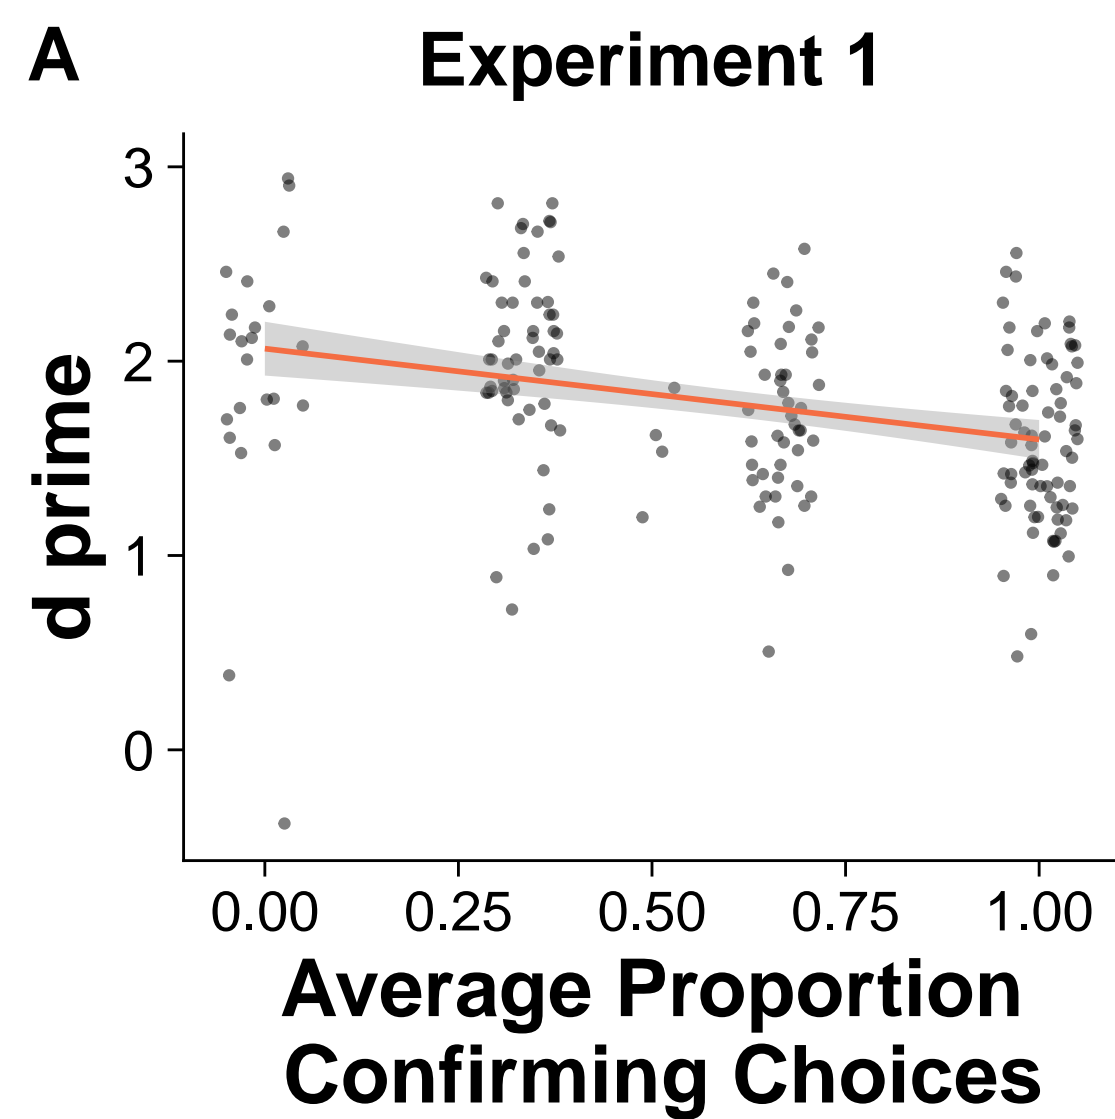 A
Experiment 1
3
2
1
0
d prime
0.00 0.25 0.50 0.75 1.00
Average Proportion
Confirming Choices